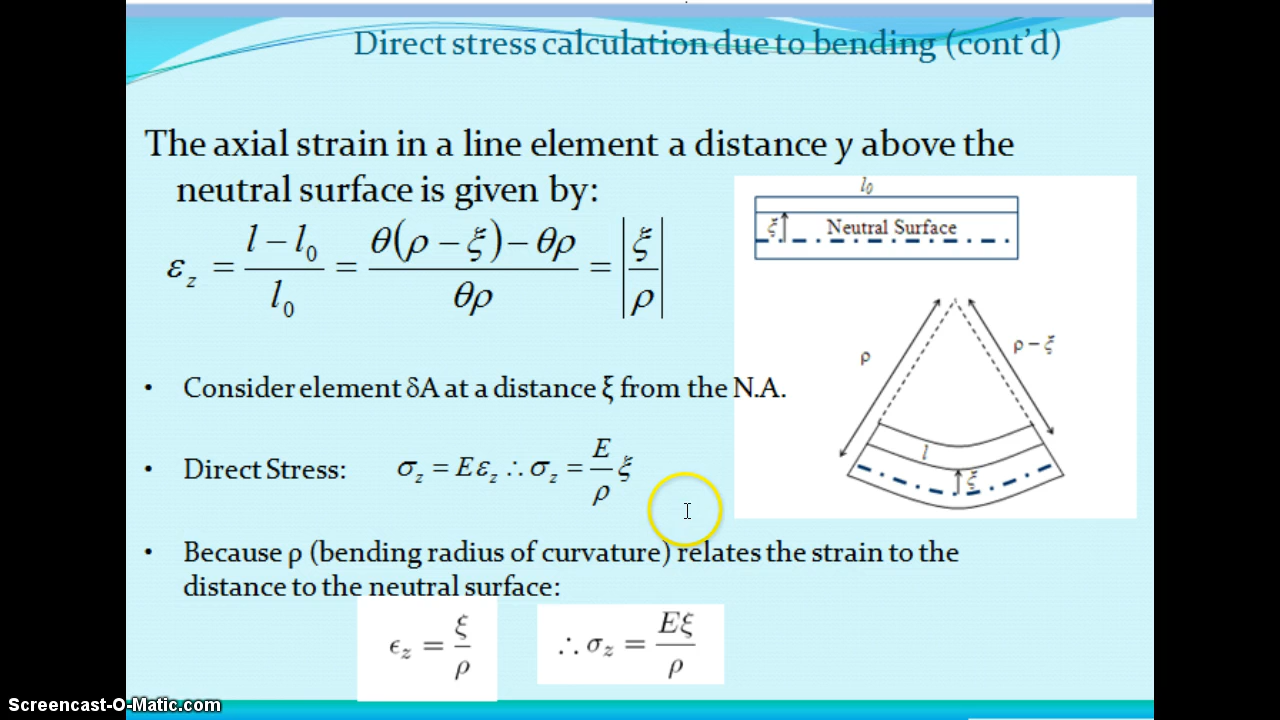 Direct stress calculation due to bending (cont'd)
The axial strain in a line element a distance y above the
neutral surface is given by:
l₀
ξ
Neutral Surface
ε_z = (l − l₀) / l₀ = (θ(ρ − ξ) − θρ) / θρ = |ξ / ρ|
ρ
ρ − ξ
l
ξ
• Consider element δA at a distance ξ from the N.A.
• Direct Stress: σ_z = Eε_z ∴ σ_z = E/ρ ξ
• Because ρ (bending radius of curvature) relates the strain to the
distance to the neutral surface:
ϵ_z = ξ/ρ
∴ σ_z = Eξ/ρ
Screencast-O-Matic.com